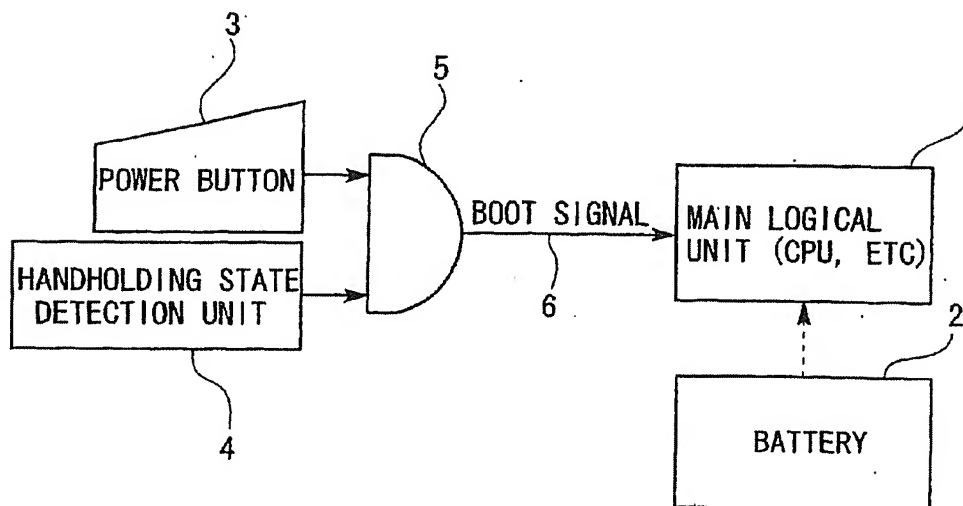 3
5
POWER BUTTON
BOOT SIGNAL
MAIN LOGICAL
UNIT (CPU, ETC)
HANDHOLDING STATE
DETECTION UNIT
6
2
4
BATTERY